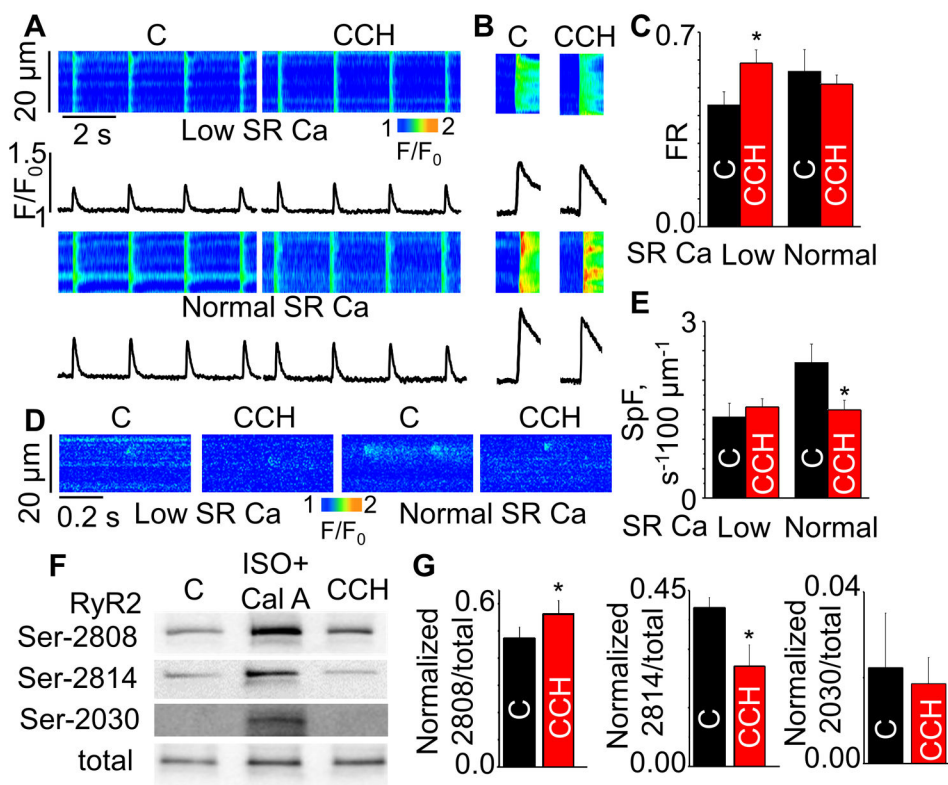 A
C
CCH
20 µm
2 s
Low SR Ca
1
2
F/F0
1.5
F/F0
1
Normal SR Ca
B
C
CCH
C
0.7
FR
0.0
*
C
CCH
C
CCH
SR Ca Low Normal
D
C
CCH
C
CCH
20 µm
0.2 s
Low SR Ca
1
2
F/F0
Normal SR Ca
E
3
SpF,
s-1100 µm-1
0
*
C
CCH
C
CCH
SR Ca Low Normal
F
RyR2
C
ISO+
Cal A
CCH
Ser-2808
Ser-2814
Ser-2030
total
G
Normalized
2808/total
0.6
0.0
*
C
CCH
Normalized
2814/total
0.45
0.00
*
C
CCH
Normalized
2030/total
0.04
0.00
C
CCH